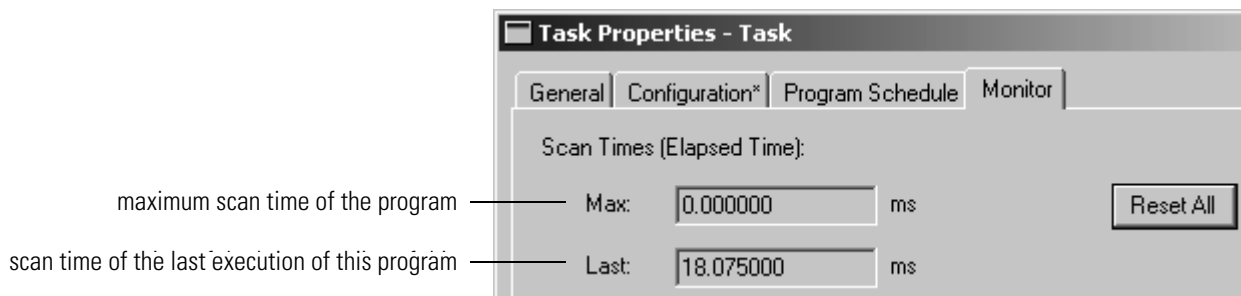 Task Properties - Task
General Configuration* Program Schedule Monitor
Scan Times (Elapsed Time):
maximum scan time of the program Max: 0.000000 ms Reset All
scan time of the last execution of this program Last: 18.075000 ms